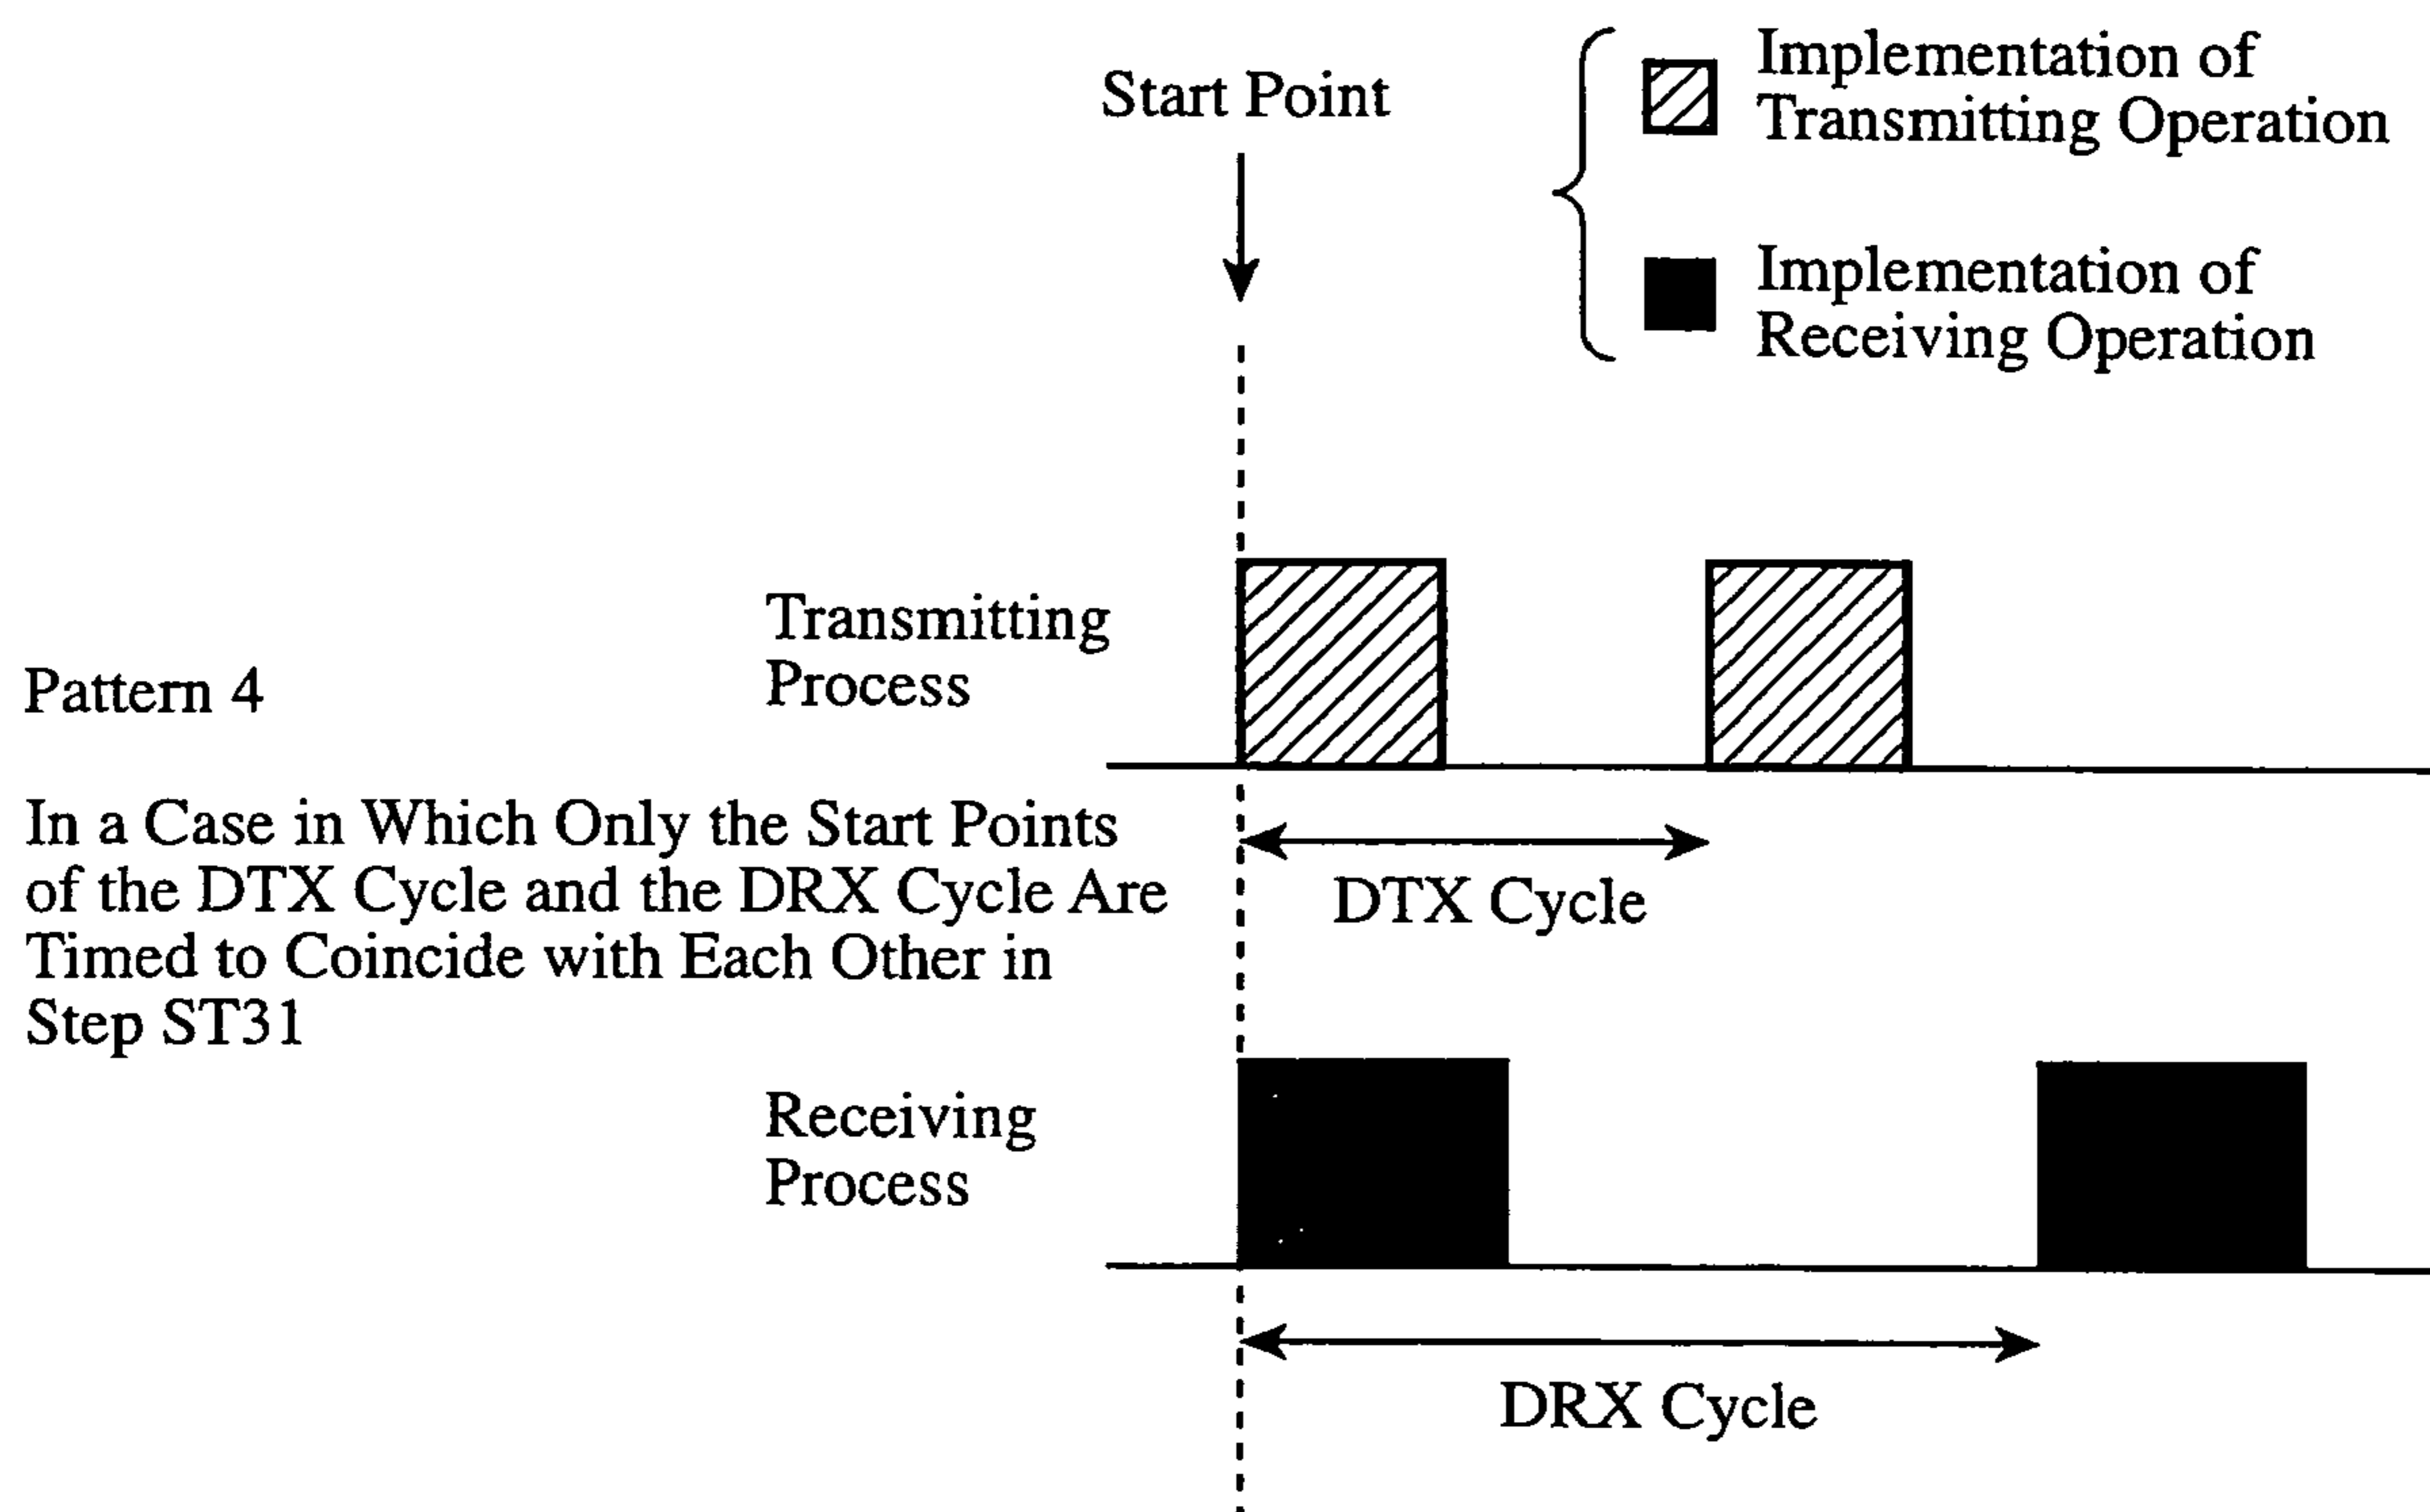 Start Point
Implementation of
Transmitting Operation
Implementation of
Receiving Operation
Transmitting
Process
Pattern 4
In a Case in Which Only the Start Points
of the DTX Cycle and the DRX Cycle Are
Timed to Coincide with Each Other in
Step ST31
DTX Cycle
Receiving
Process
DRX Cycle